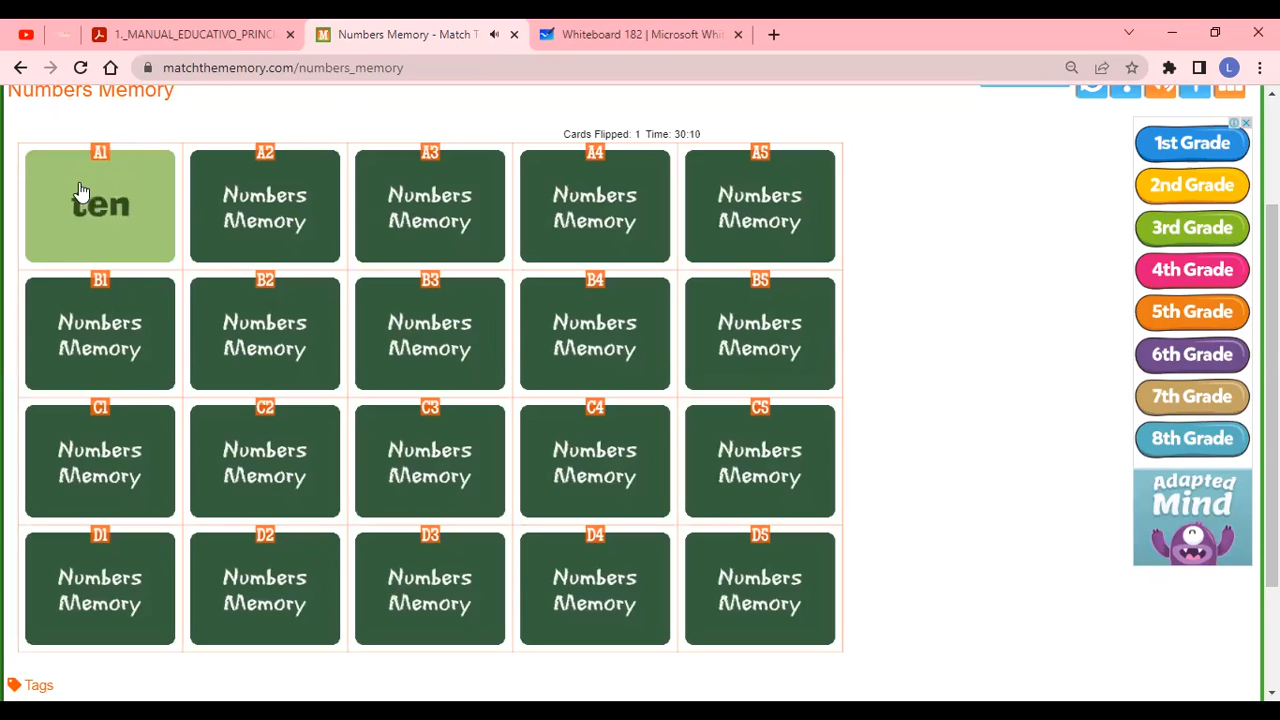 1._MANUAL_EDUCATIVO_PRINCI
Numbers Memory - Match T
Whiteboard 182 | Microsoft Whit
matchthememory.com/numbers_memory
L
Numbers Memory
Cards Flipped: 1 Time: 30:10
A1 A2 A3 A4 A5
ten
Numbers Memory
Numbers Memory
Numbers Memory
Numbers Memory
B1 B2 B3 B4 B5
Numbers Memory
Numbers Memory
Numbers Memory
Numbers Memory
Numbers Memory
C1 C2 C3 C4 C5
Numbers Memory
Numbers Memory
Numbers Memory
Numbers Memory
Numbers Memory
D1 D2 D3 D4 D5
Numbers Memory
Numbers Memory
Numbers Memory
Numbers Memory
Numbers Memory
Tags
1st Grade
2nd Grade
3rd Grade
4th Grade
5th Grade
6th Grade
7th Grade
8th Grade
Adapted
Mind